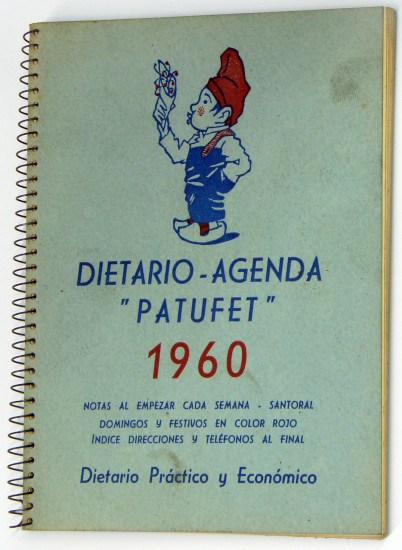 DIETARIO - AGENDA
"PATUFET"
1960
NOTAS AL EMPEZAR CADA SEMANA - SANTORAL
DOMINGOS Y FESTIVOS EN COLOR ROJO
ÍNDICE DIRECCIONES Y TELÉFONOS AL FINAL
Dietario Práctico y Económico